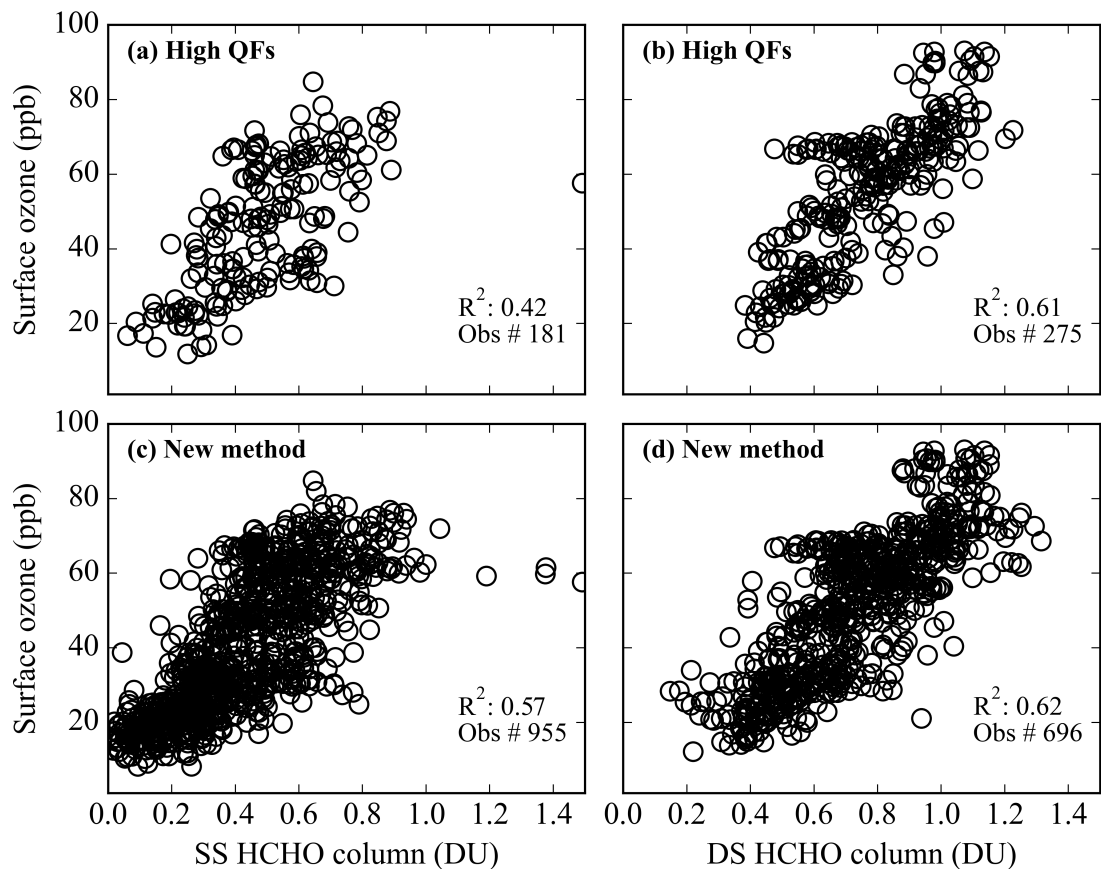 100
80
60
40
20
Surface ozone (ppb)
(a) High QFs
R²: 0.42
Obs # 181
(b) High QFs
R²: 0.61
Obs # 275
100
80
60
40
20
Surface ozone (ppb)
(c) New method
R²: 0.57
Obs # 955
(d) New method
R²: 0.62
Obs # 696
0.0 0.2 0.4 0.6 0.8 1.0 1.2 1.4
0.0 0.2 0.4 0.6 0.8 1.0 1.2 1.4
SS HCHO column (DU)
DS HCHO column (DU)